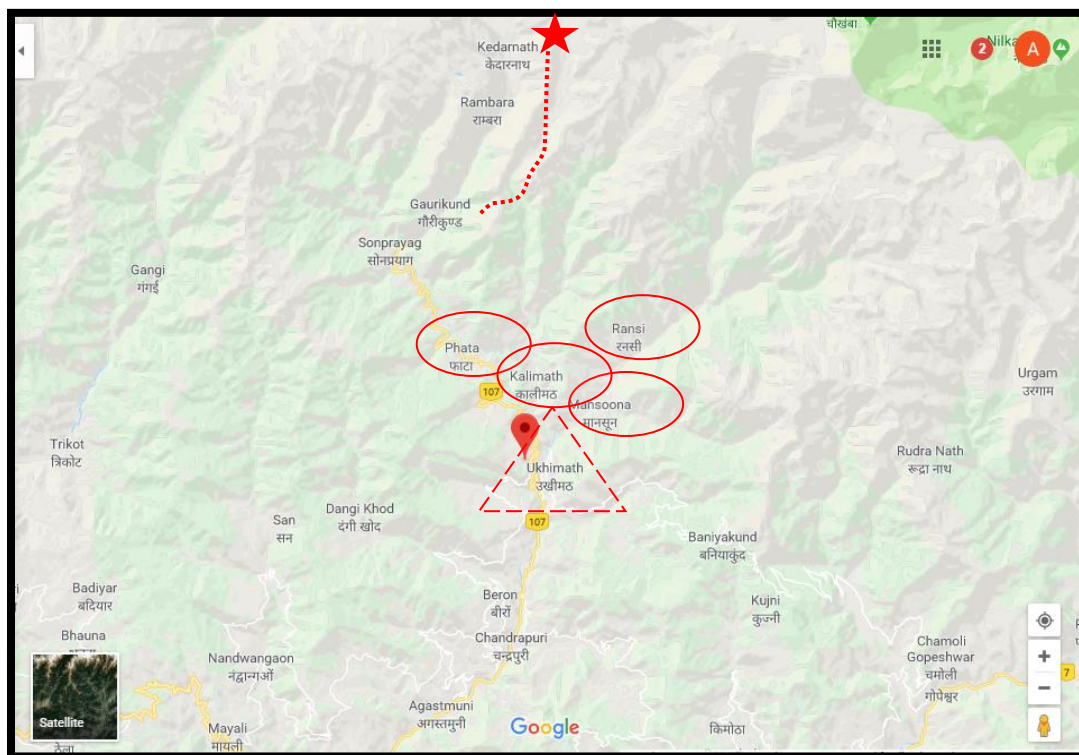 चौखंबा
Kedarnath
केदारनाथ
2
A
Rambara
राम्बरा
Gaurikund
गौरीकुण्ड
Sonprayag
सोनप्रयाग
Gangi
गंगई
Ransi
रनसी
Phata
फाटा
Kalimath
कालीमठ
107
Mansoona
मानसून
Urgam
उरगाम
Trikot
त्रिकोट
Rudra Nath
रूद्रा नाथ
Ukhimath
उखीमठ
Dangi Khod
दंगी खोद
San
सन
107
Baniyakund
बनियाकुंद
Badiyar
बदियार
Beron
बीरों
Kujni
कुज्नी
Bhauna
Chandrapuri
चन्द्रपुरी
Chamoli
Gopeshwar
चमोली
गोपेश्वर
Nandwangaon
नंद्वान्गओं
7
Agastmuni
अगस्तमुनी
Satellite
Google
किमोठा
Mayali
मायली